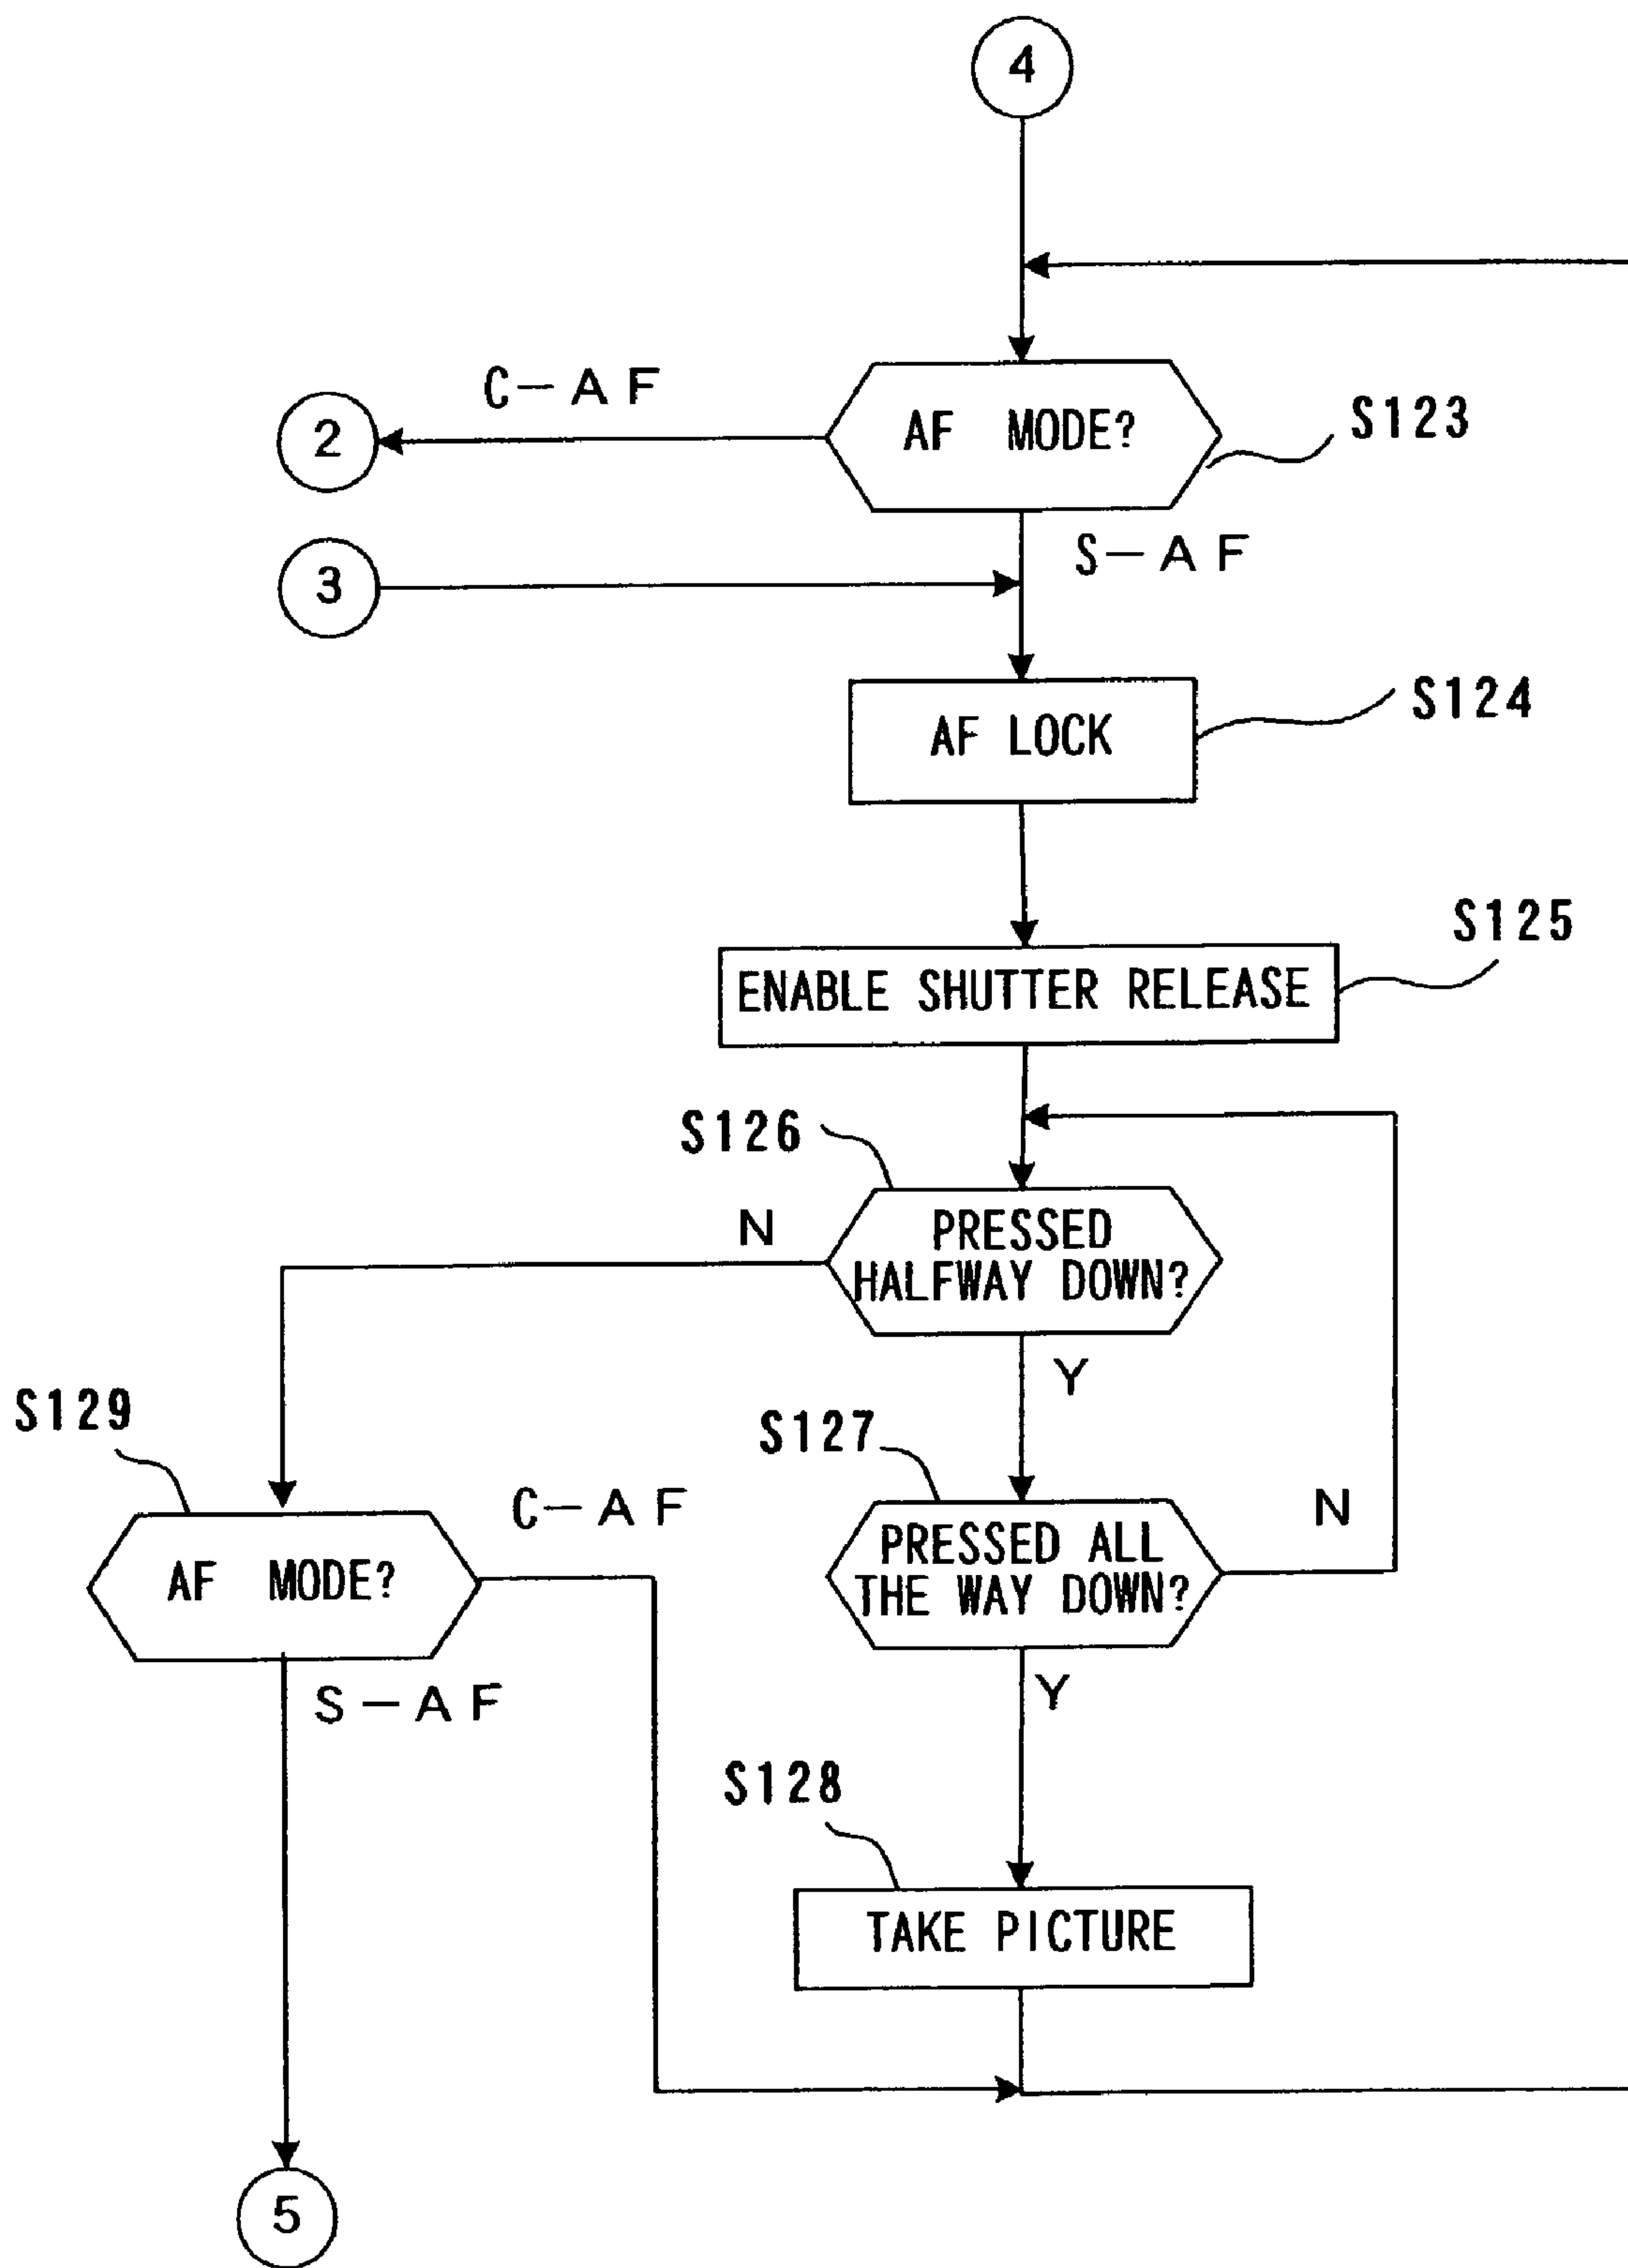 4
C-AF
2
AF MODE?
S123
S-AF
3
AF LOCK
S124
S125
ENABLE SHUTTER RELEASE
S126
N
PRESSED
HALFWAY DOWN?
Y
S129
S127
C-AF
N
PRESSED ALL
THE WAY DOWN?
AF MODE?
Y
S-AF
S128
TAKE PICTURE
5